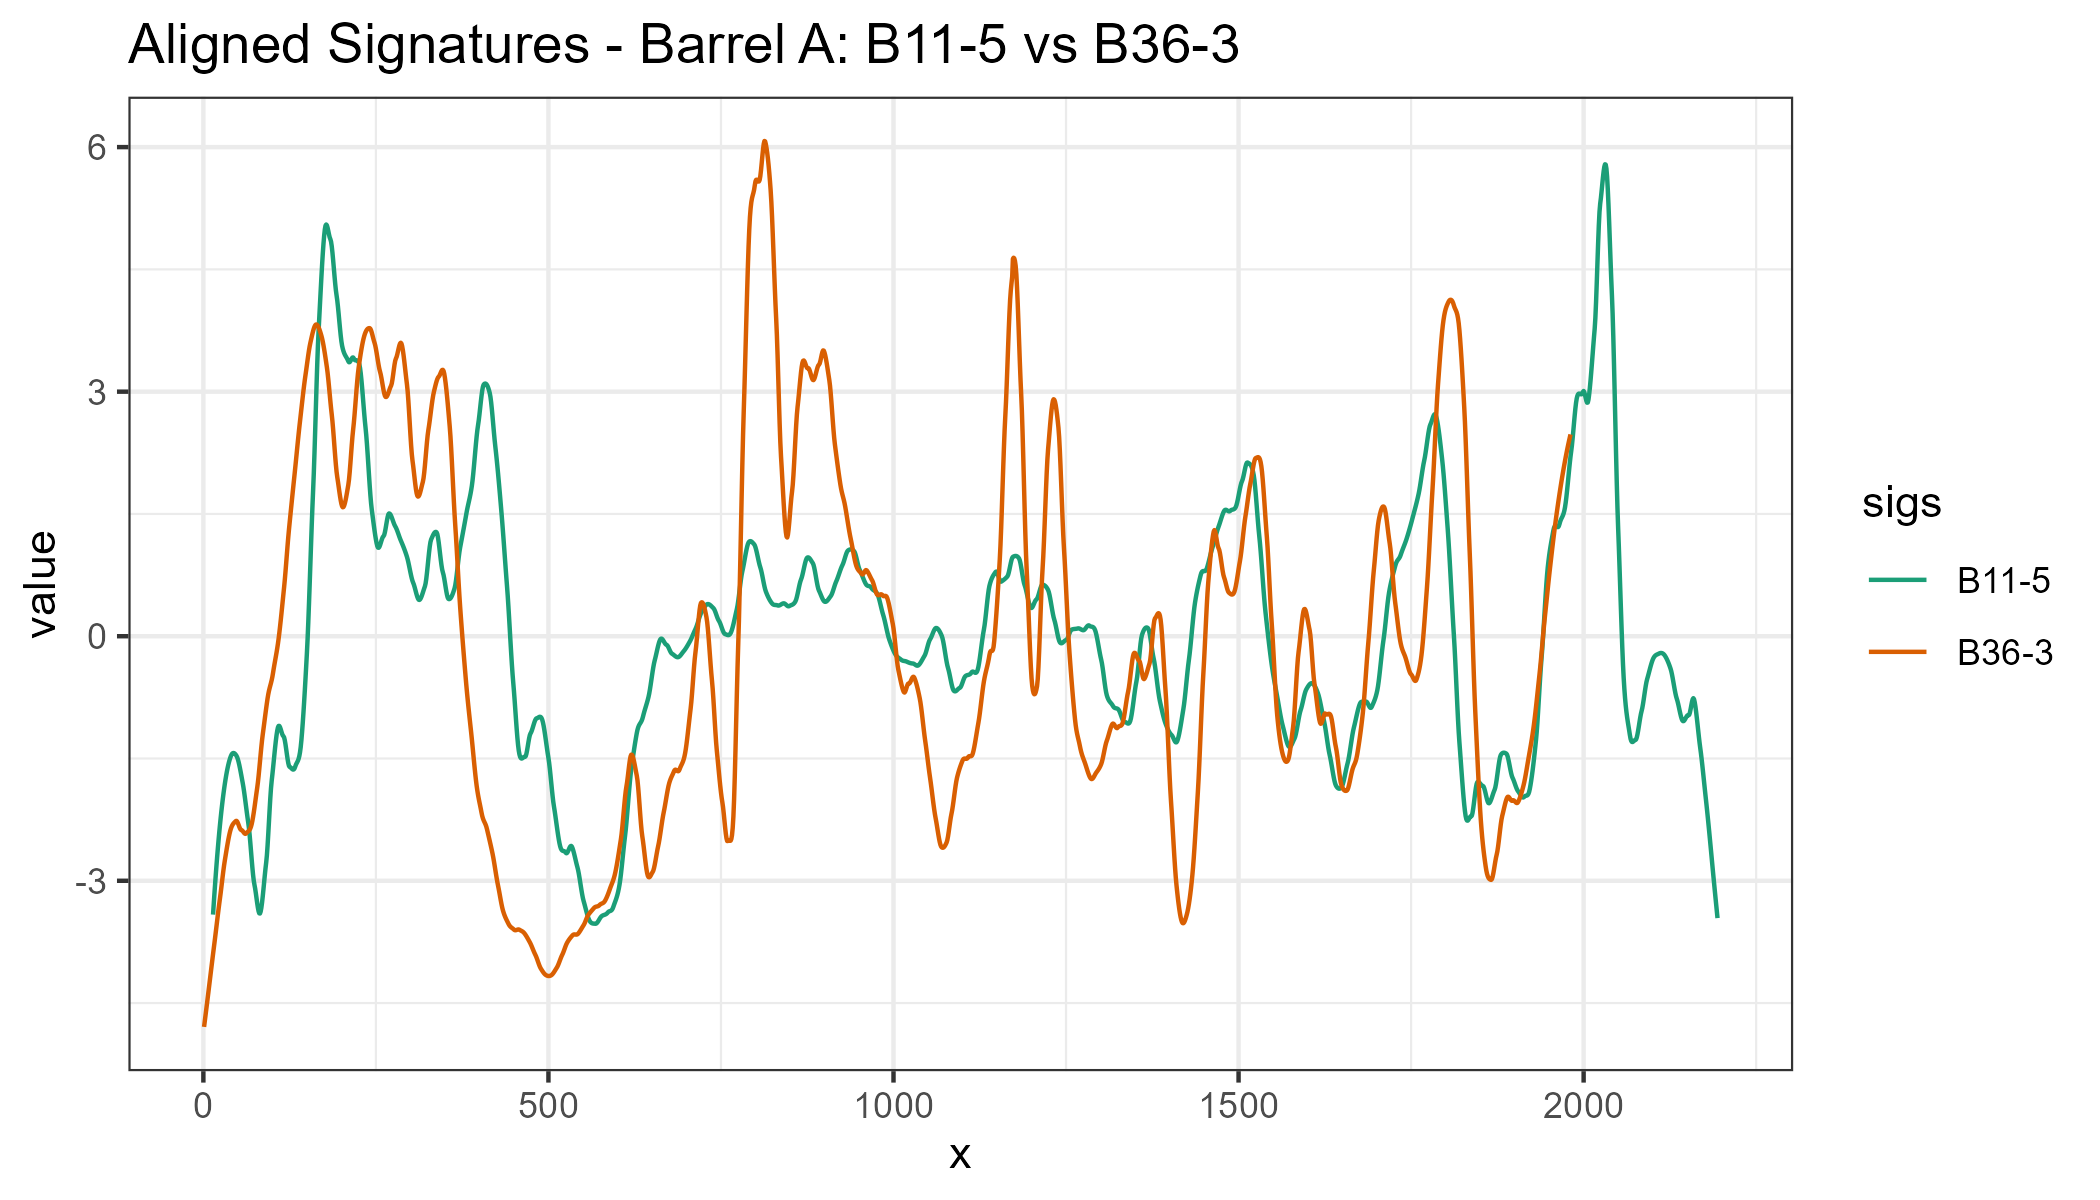 Aligned Signatures - Barrel A: B11-5 vs B36-3
value
6
3
0
-3
0 500 1000 1500 2000
x
sigs
B11-5
B36-3